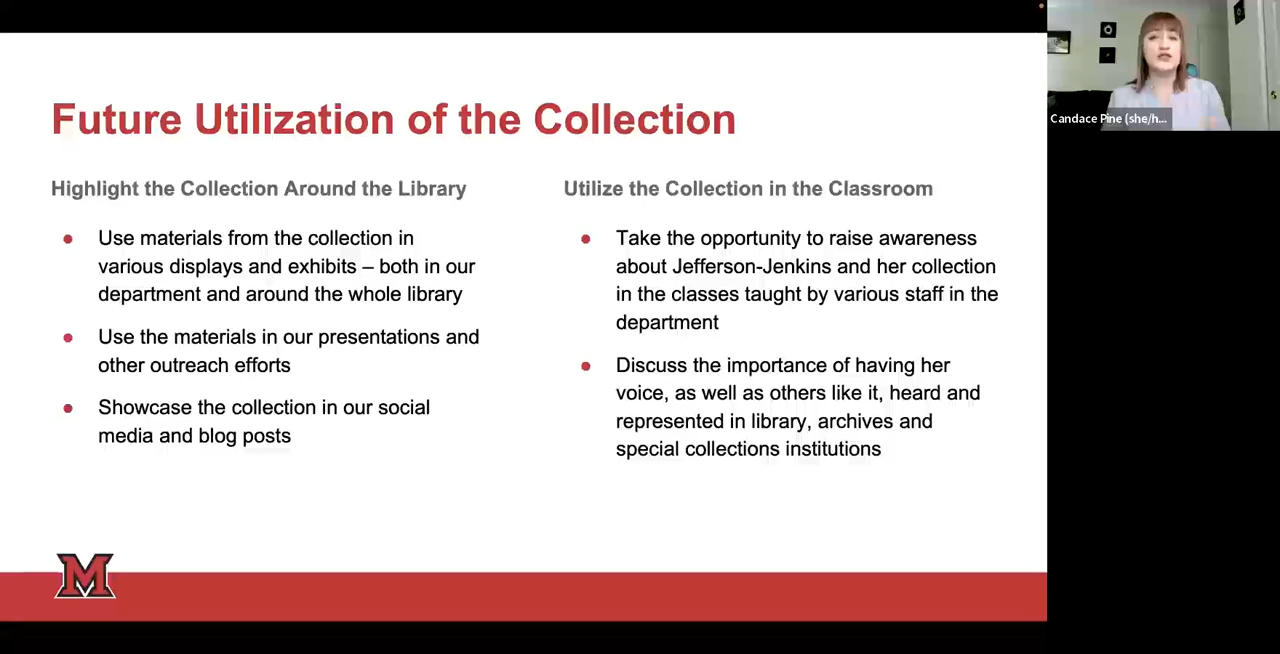 Future Utilization of the Collection
Highlight the Collection Around the Library
● Use materials from the collection in
various displays and exhibits – both in our
department and around the whole library
● Use the materials in our presentations and
other outreach efforts
● Showcase the collection in our social
media and blog posts
Utilize the Collection in the Classroom
● Take the opportunity to raise awareness
about Jefferson-Jenkins and her collection
in the classes taught by various staff in the
department
● Discuss the importance of having her
voice, as well as others like it, heard and
represented in library, archives and
special collections institutions
M
Candace Pine (she/h...